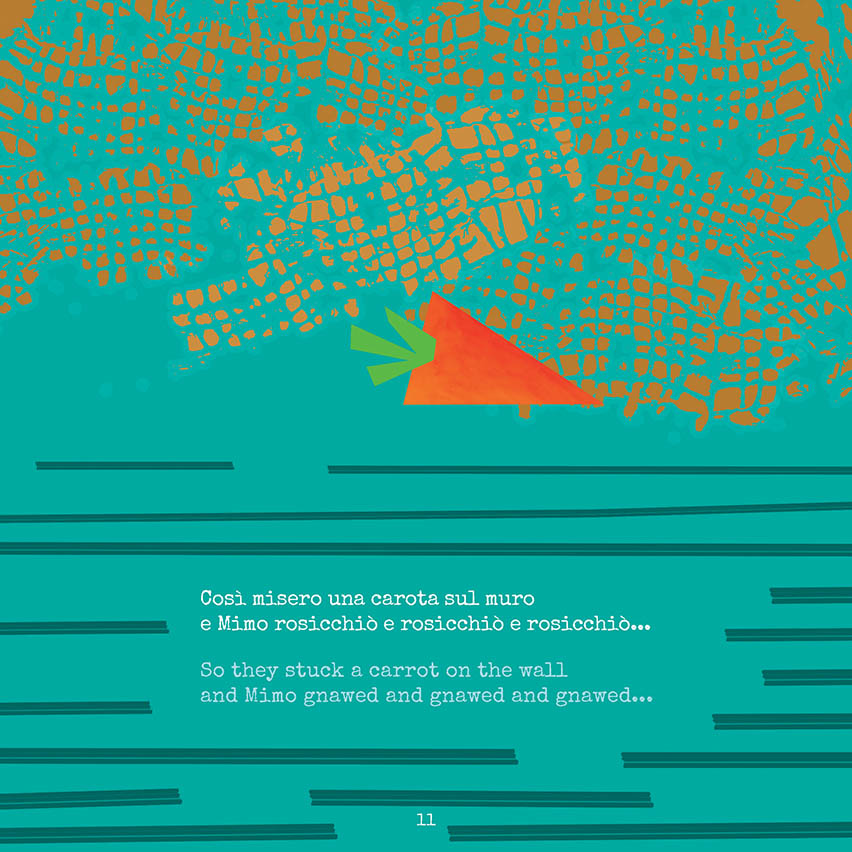 Così misero una carota sul muro
e Mimo rosicchiò e rosicchiò e rosicchiò...
So they stuck a carrot on the wall
and Mimo gnawed and gnawed and gnawed...
11